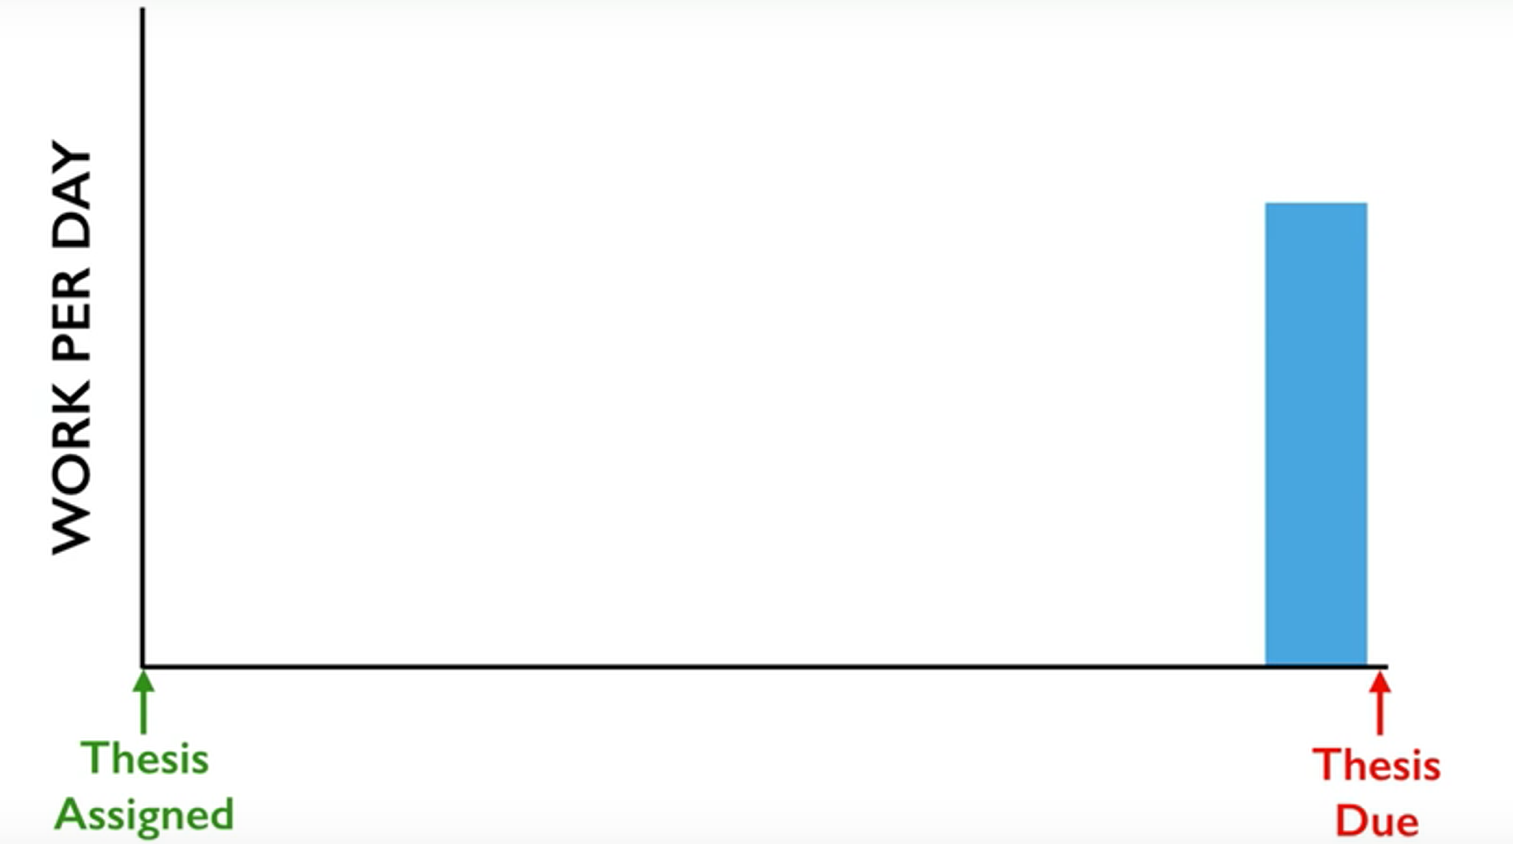 WORK PER DAY
Thesis
Assigned
Thesis
Due